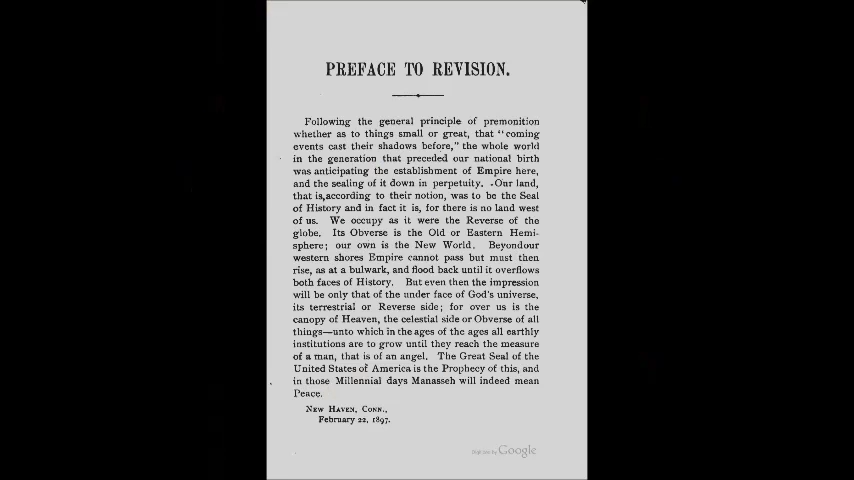 PREFACE TO REVISION.
Following the general principle of premonition
whether as to things small or great, that "coming
events cast their shadows before," the whole world
in the generation that preceded our national birth
was anticipating the establishment of Empire here,
and the sealing of it down in perpetuity. Our land,
that is, according to their notion, was to be the Seal
of History and in fact it is, for there is no land west
of us. We occupy as it were the Reverse of the
globe. Its Obverse is the Old or Eastern Hemi-
sphere; our own is the New World. Beyondour
western shores Empire cannot pass but must then
rise, as at a bulwark, and flood back until it overflows
both faces of History. But even then the impression
will be only that of the under face of God's universe,
its terrestrial or Reverse side; for over us is the
canopy of Heaven, the celestial side or Obverse of all
things—unto which in the ages of the ages all earthly
institutions are to grow until they reach the measure
of a man, that is of an angel. The Great Seal of the
United States of America is the Prophecy of this, and
in those Millennial days Manasseh will indeed mean
Peace.
NEW HAVEN, CONN.,
February 22, 1897.
Digitized by Google